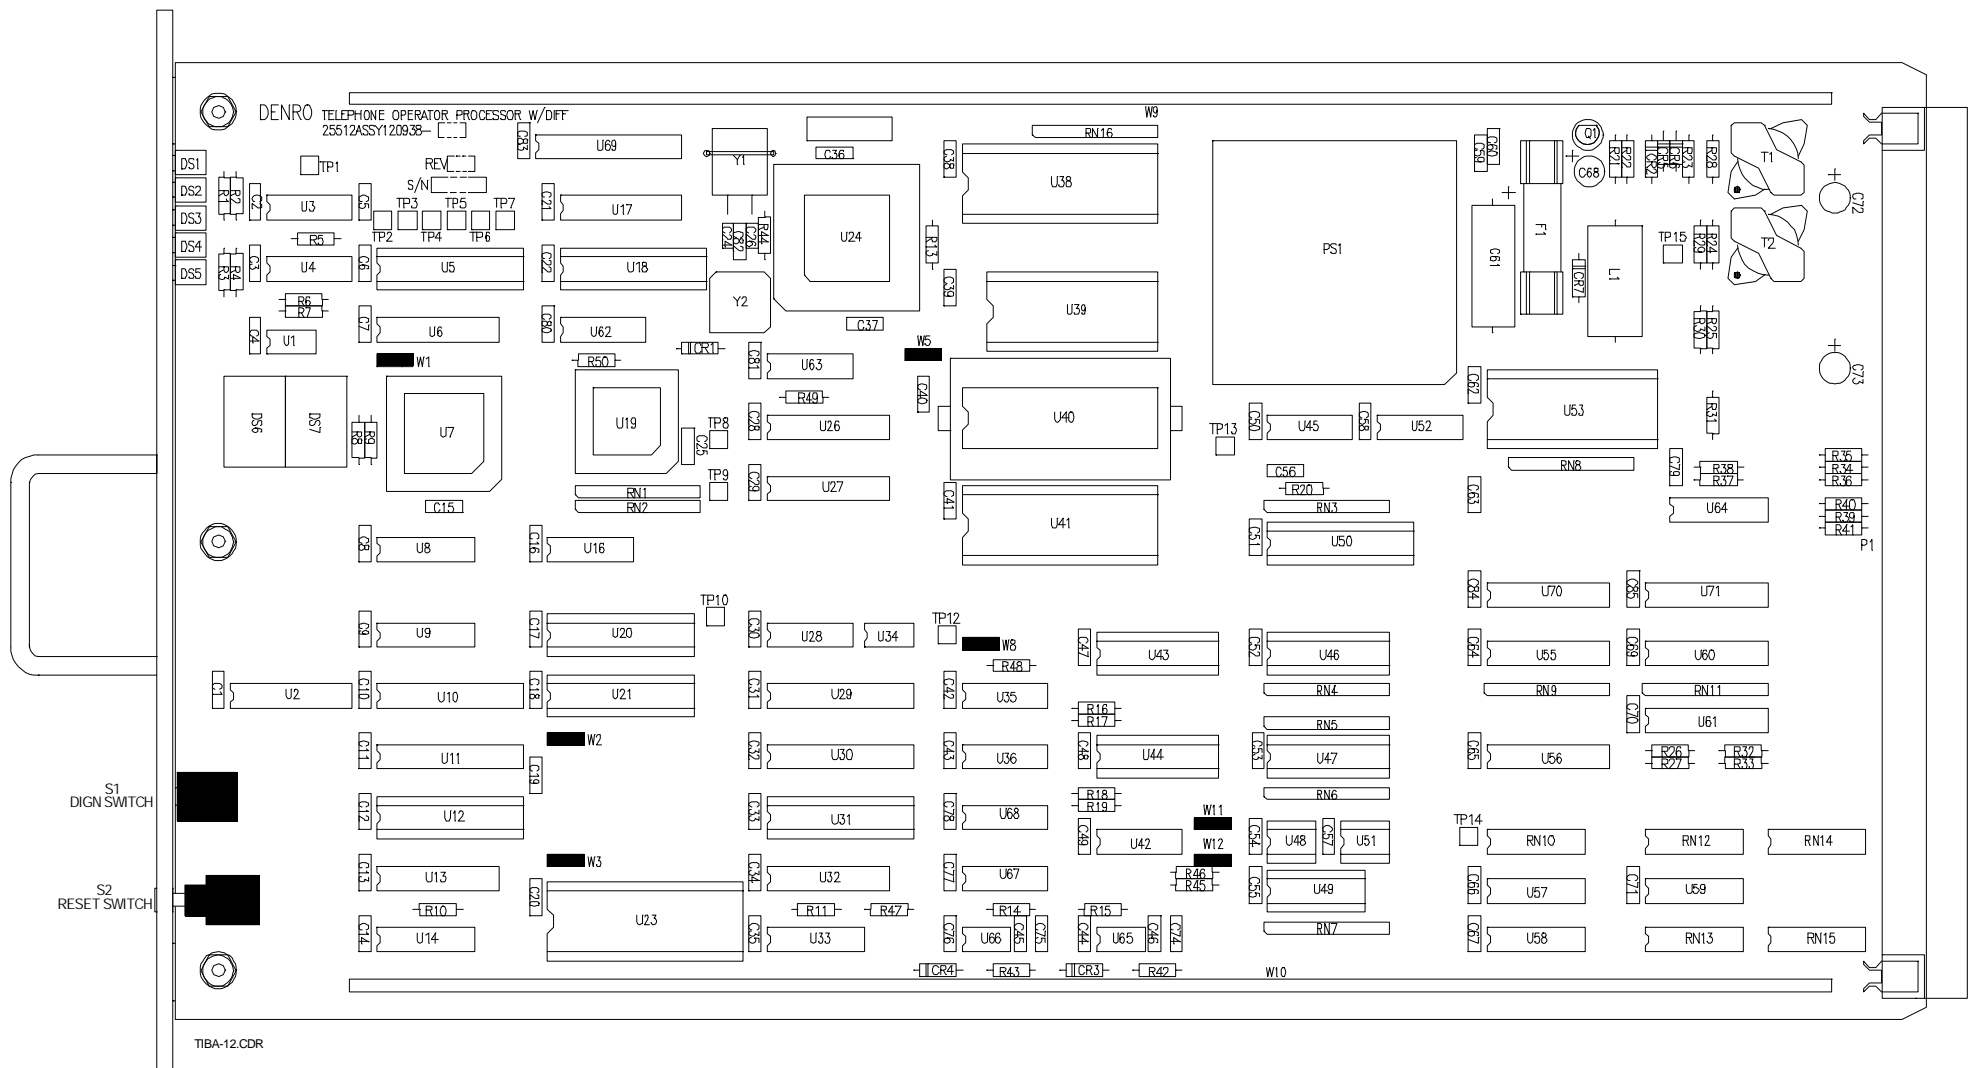 W9
DENRO TELEPHONE OPERATOR PROCESSOR W/DIFF
25512ASSY120938-
REV
S/N
C83 U69 Y1 C36 C38 RN16 C59 C60 Q1 C68 R21 R22 CR2 CR5 CR6 R23 R28 T1
DS1 TP1
DS2 R1 R2 C2 U3 C5 TP3 TP5 TP7 C21 U17 U38 C72
DS3 TP2 TP4 TP6
DS4 R5 C24 C82 C26 R44 U24 R13 PS1 C61 F1 L1 TP15 R29 R24 T2
DS5 R3 R4 C3 U4 C6 U5 C22 U18 CR7
R6 Y2 C39 U39
R7
C4 U1 C7 U6 C80 U62 C37 R30 R25
W1 R50 CR1 C81 U63 W5 C62 C73
DS6 DS7 R8 R9 U7 U19 C25 TP8 R49 C40 U53 R31
C28 U26 U40 TP13 C50 U45 C58 U52
RN8 R35
TP9 C29 U27 C56 C79 R38 R34
RN1 R20 R37 R36
C15 RN2 C41 U41 RN3 C63 U64 R40
R39
C51 U50 R41
C8 U8 C16 U16 P1
TP10 C84 U70 C85 U71
C9 U9 C17 U20 C30 U28 U34 TP12 W8 C47 U43 C52 U46 C64 U55 C69 U60
R48
C1 U2 C10 U10 C18 U21 C31 U29 C42 U35 RN4 RN9 RN11
R16
R17 RN5 C70 U61
W2
C11 U11 C19 C32 U30 C43 U36 C48 U44 C53 U47 C65 U56 R26 R32
R27 R33
S1
DIGN SWITCH
R18 RN6
R19
C12 U12 C33 U31 C78 U68 W11
C49 U42 C54 U48 C57 U51 TP14 RN10 RN12 RN14
W3 W12
C13 U13 C34 U32 C77 U67 R46
R45
S2
RESET SWITCH
C20 U23 C55 U49 C66 U57 C71 U59
R10 R11 R47 R14 R15
RN7
C14 U14 C35 U33 C76 U66 C45 C75 C44 U65 C46 C74 C67 U58 RN13 RN15
CR4 R43 CR3 R42 W10
TIBA-12.CDR